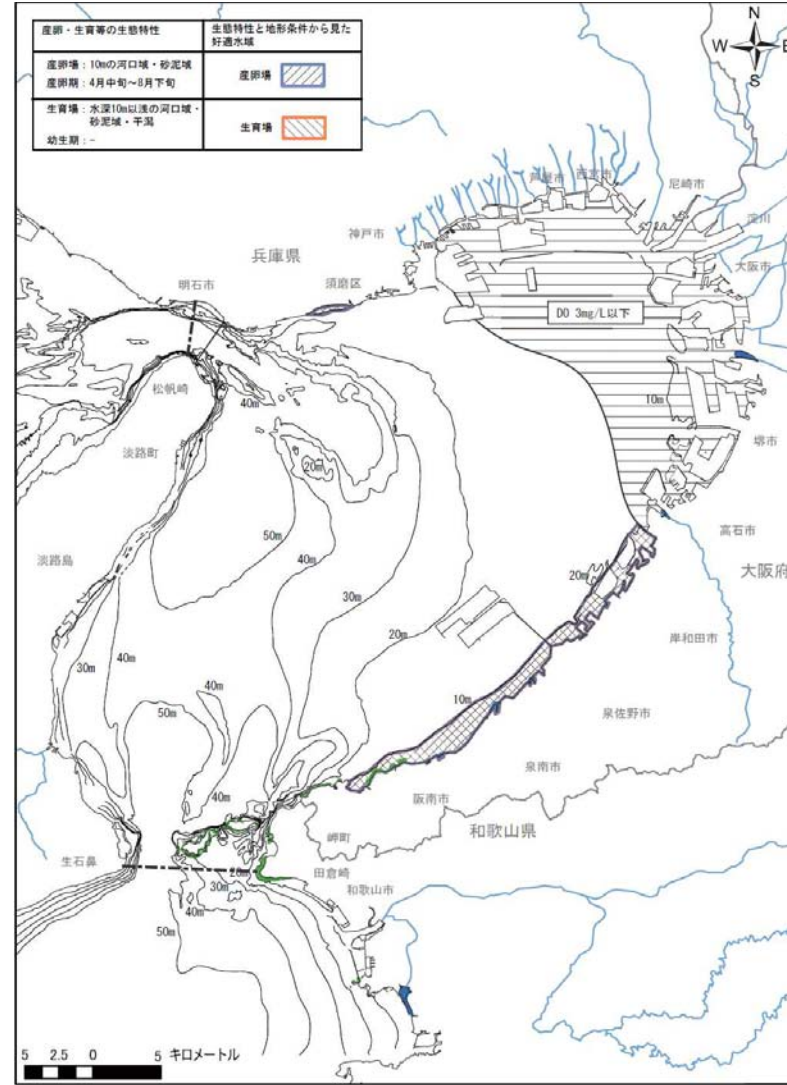 産卵・生育等の生態特性
生態特性と地形条件から見た
好適水域
産卵場：10mの河口域・砂泥域
産卵期：4月中旬～8月下旬
産卵場
生育場：水深10m以浅の河口域・
砂泥域・干潟
幼生期：-
生育場
N
W
E
S
芦屋市
西宮市
尼崎市
神戸市
淀川
兵庫県
大阪市
明石市
須磨区
DO 3mg/L以下
松帆崎
40m
10m
淡路町
堺市
20m
50m
高石市
淡路島
40m
大阪府
20m
30m
岸和田市
20m
30m
40m
40m
10m
50m
泉佐野市
泉南市
40m
阪南市
和歌山県
岬町
生石鼻
20m
田倉崎
30m
和歌山市
40m
50m
5 2.5 0 5 キロメートル